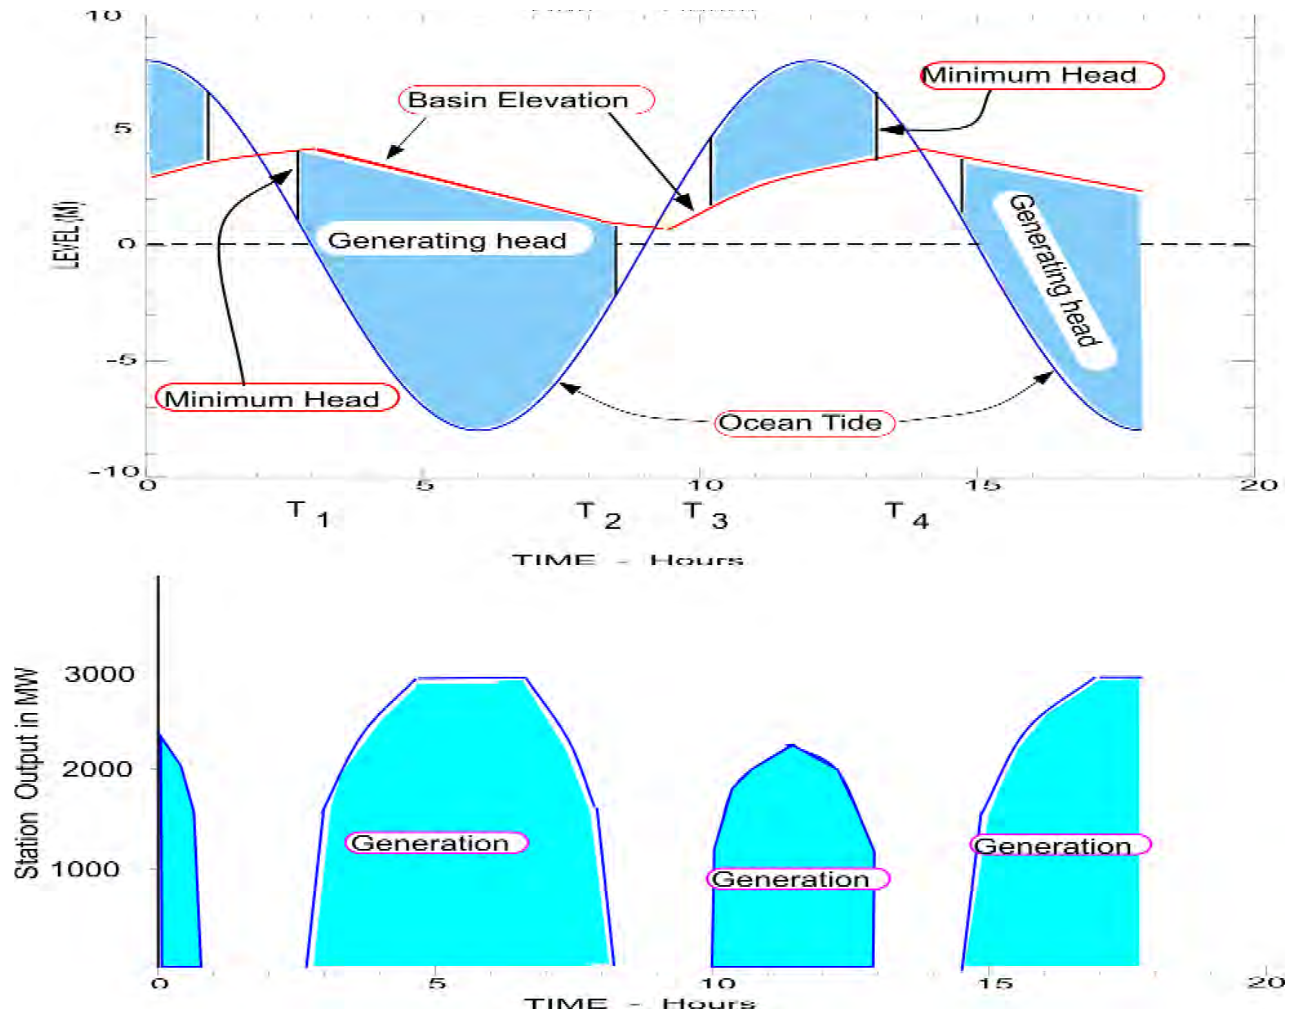 10
Minimum Head
Basin Elevation
5
LEVEL(M)
Generating head
Generating head
0
-5
Minimum Head
Ocean Tide
-10
0 5 10 15 20
T 1 T 2 T 3 T 4
TIME - Hours
Station Output in MW
3000
2000
Generation
Generation
1000
Generation
0 5 10 15 20
TIME - Hours